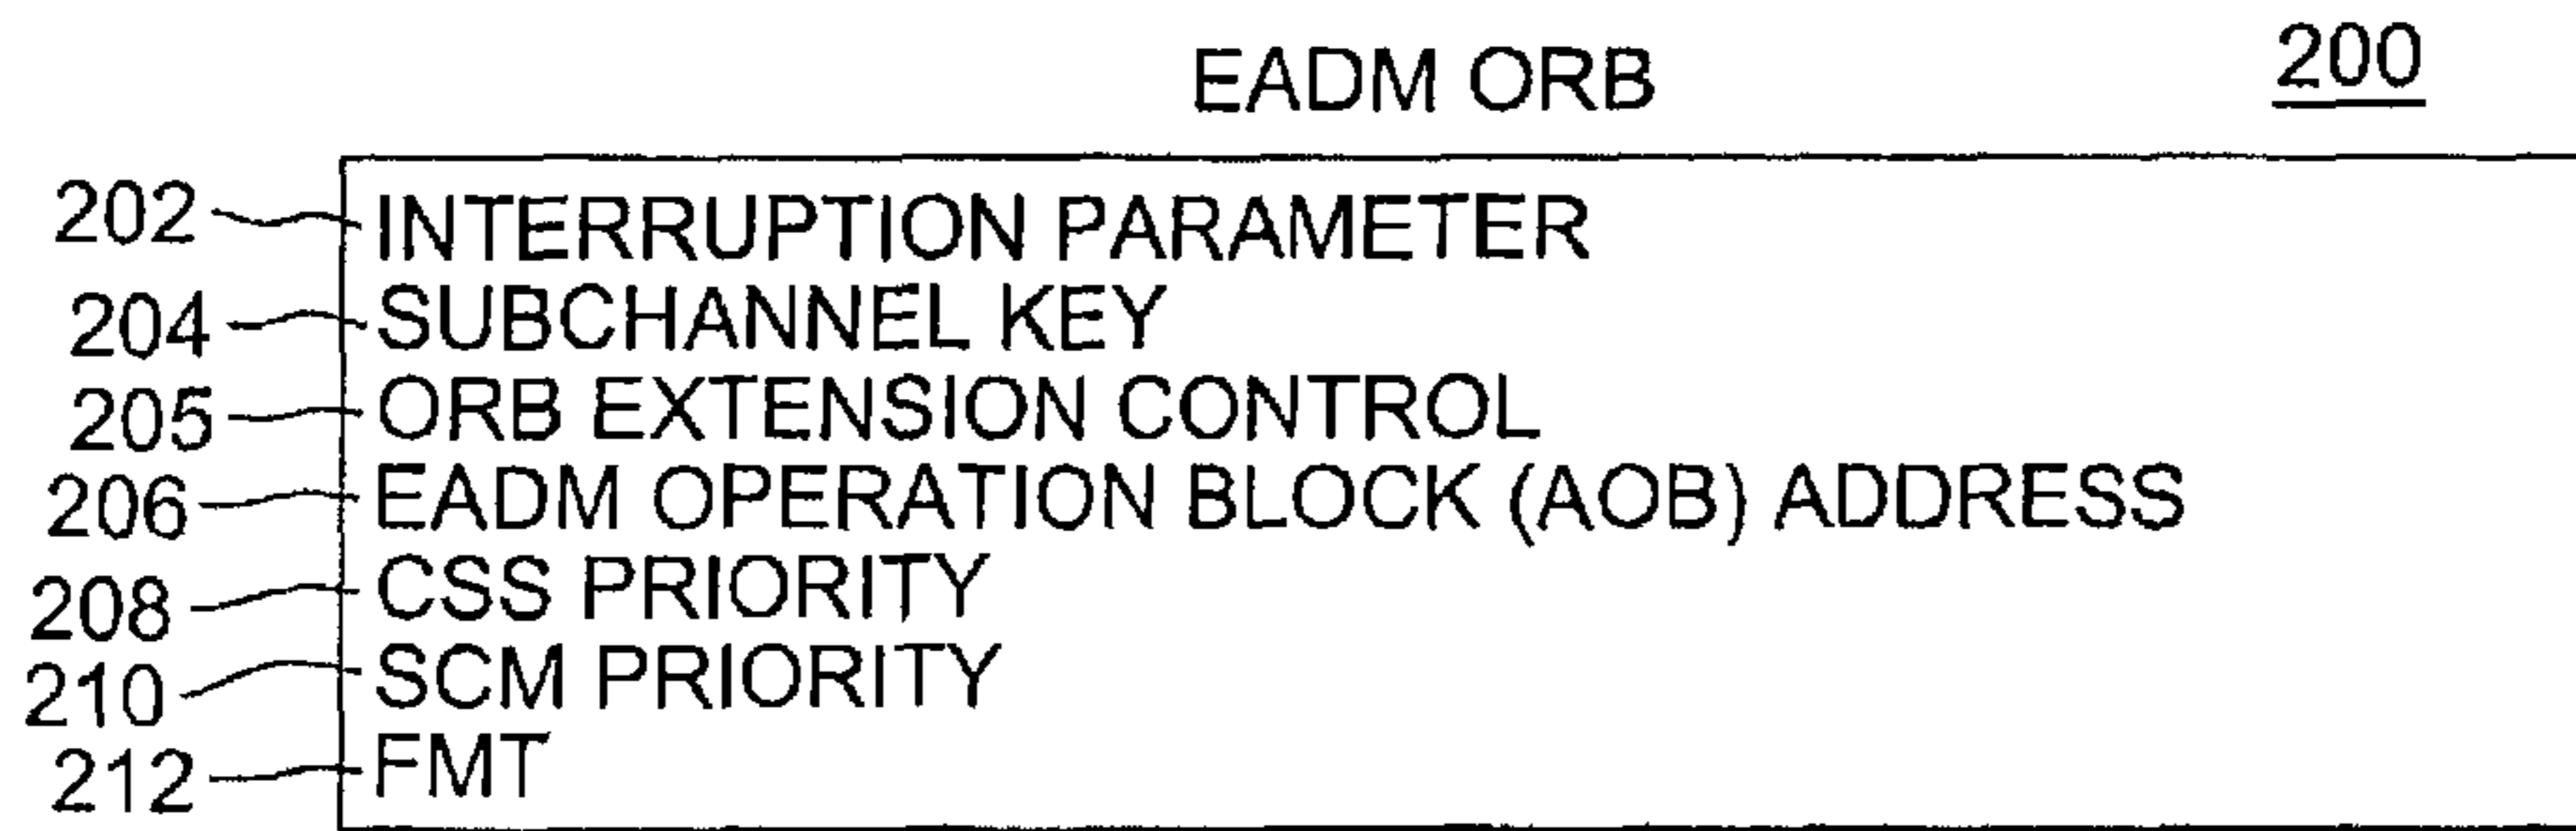 EADM ORB 200
202 INTERRUPTION PARAMETER
204 SUBCHANNEL KEY
205 ORB EXTENSION CONTROL
206 EADM OPERATION BLOCK (AOB) ADDRESS
208 CSS PRIORITY
210 SCM PRIORITY
212 FMT